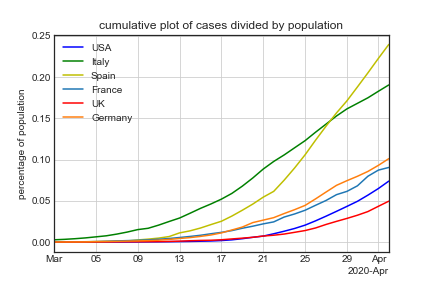 cumulative plot of cases divided by population
0.25
0.20
0.15
0.10
0.05
0.00
percentage of population
USA
Italy
Spain
France
UK
Germany
Mar 05 09 13 17 21 25 29 Apr
2020-Apr